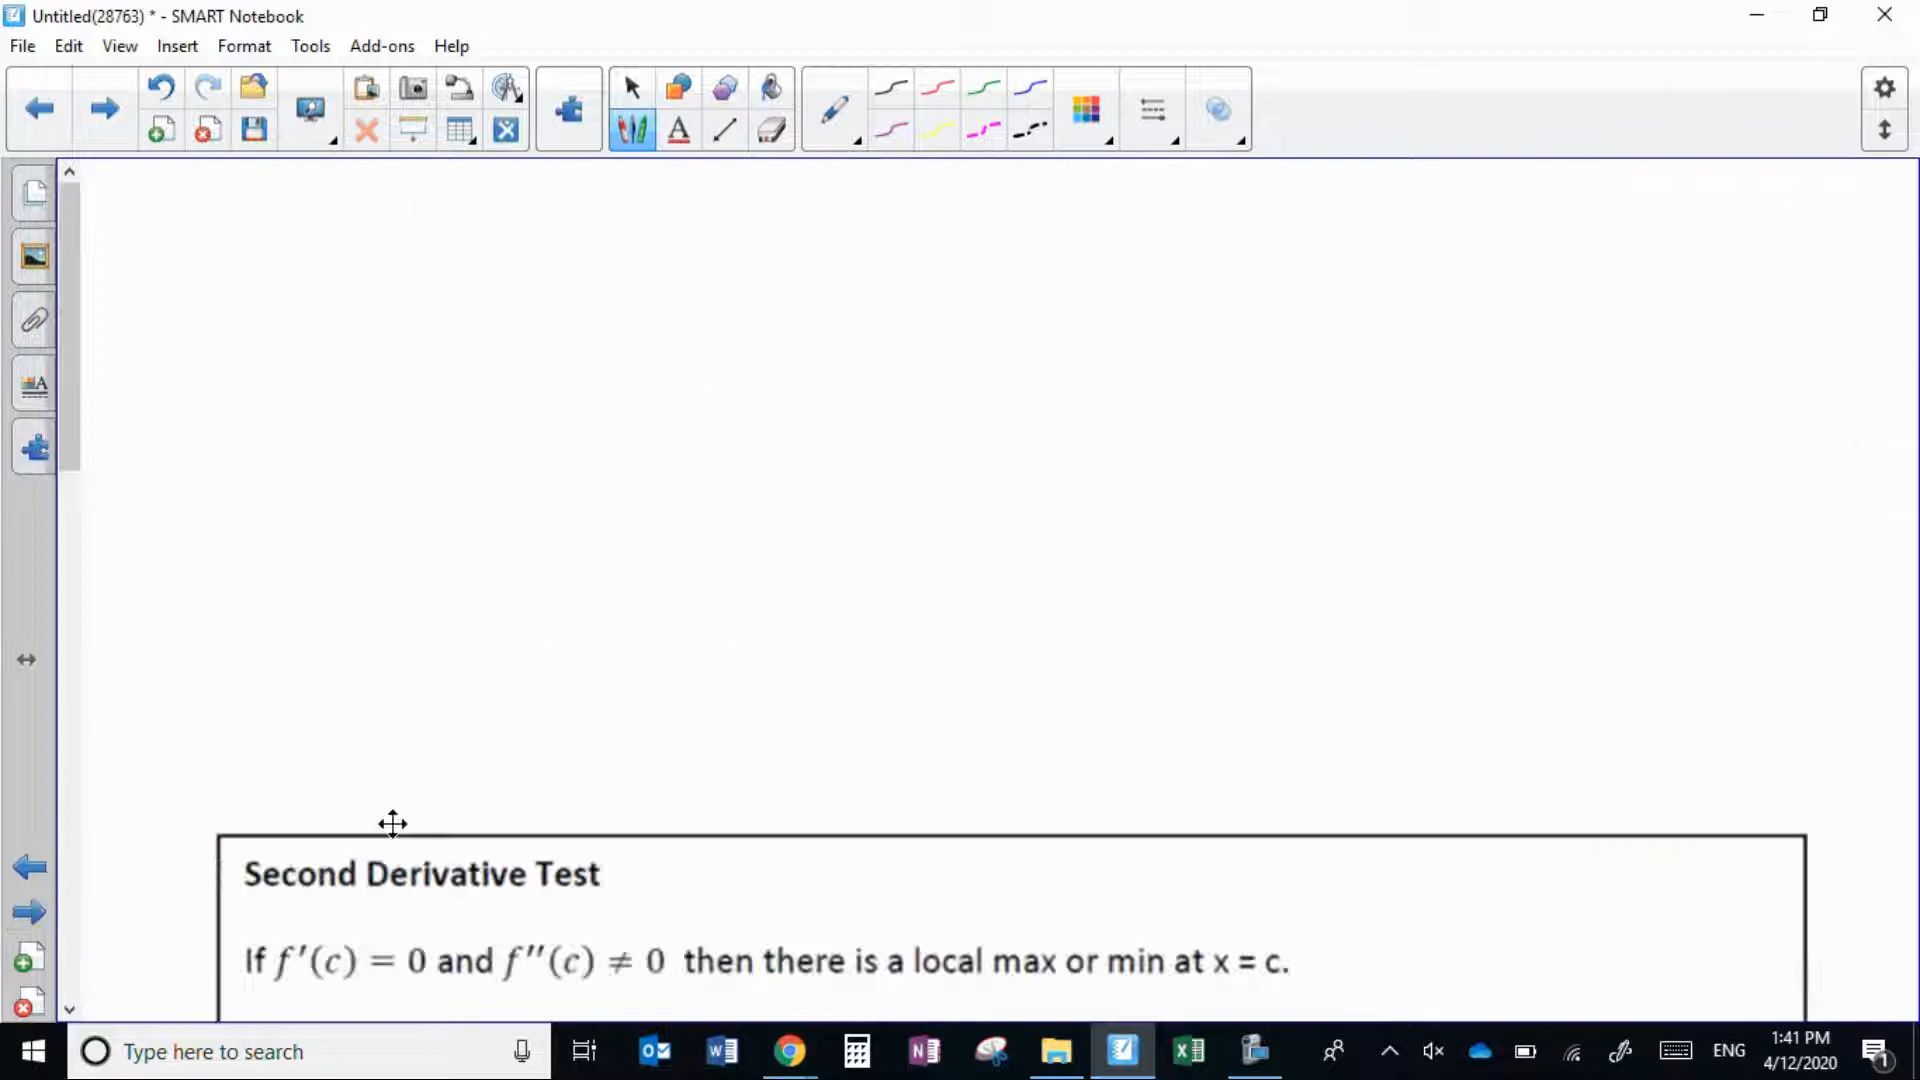 Untitled(28763) * - SMART Notebook
File Edit View Insert Format Tools Add-ons Help
Second Derivative Test
If f′(c) = 0 and f″(c) ≠ 0 then there is a local max or min at x = c.
Type here to search
ENG
1:41 PM
4/12/2020
1